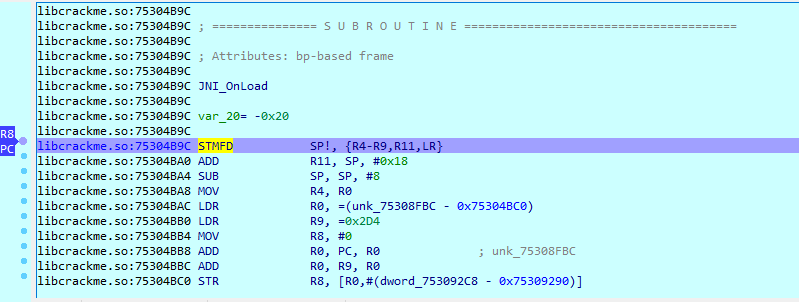 libcrackme.so:75304B9C
libcrackme.so:75304B9C ; =============== S U B R O U T I N E =======================================
libcrackme.so:75304B9C
libcrackme.so:75304B9C ; Attributes: bp-based frame
libcrackme.so:75304B9C
libcrackme.so:75304B9C JNI_OnLoad
libcrackme.so:75304B9C
libcrackme.so:75304B9C var_20= -0x20
libcrackme.so:75304B9C
R8
PC libcrackme.so:75304B9C STMFD SP!, {R4-R9,R11,LR}
libcrackme.so:75304BA0 ADD R11, SP, #0x18
libcrackme.so:75304BA4 SUB SP, SP, #8
libcrackme.so:75304BA8 MOV R4, R0
libcrackme.so:75304BAC LDR R0, =(unk_75308FBC - 0x75304BC0)
libcrackme.so:75304BB0 LDR R9, =0x2D4
libcrackme.so:75304BB4 MOV R8, #0
libcrackme.so:75304BB8 ADD R0, PC, R0 ; unk_75308FBC
libcrackme.so:75304BBC ADD R0, R9, R0
libcrackme.so:75304BC0 STR R8, [R0,#(dword_753092C8 - 0x75309290)]